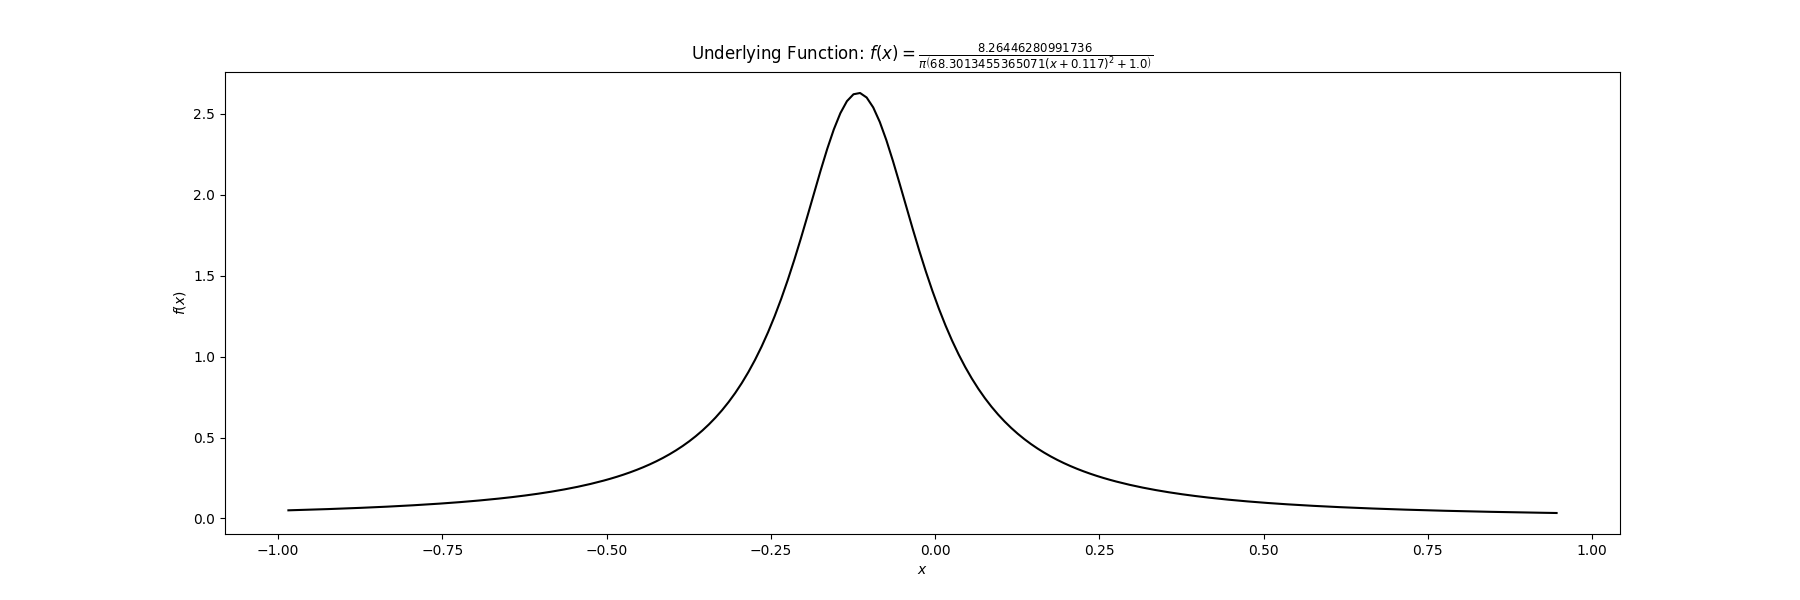 Underlying Function: f(x) = 8.26446280991736 / π(68.3013455365071(x + 0.117)² + 1.0)
f(x)
2.5
2.0
1.5
1.0
0.5
0.0
−1.00 −0.75 −0.50 −0.25 0.00 0.25 0.50 0.75 1.00
x